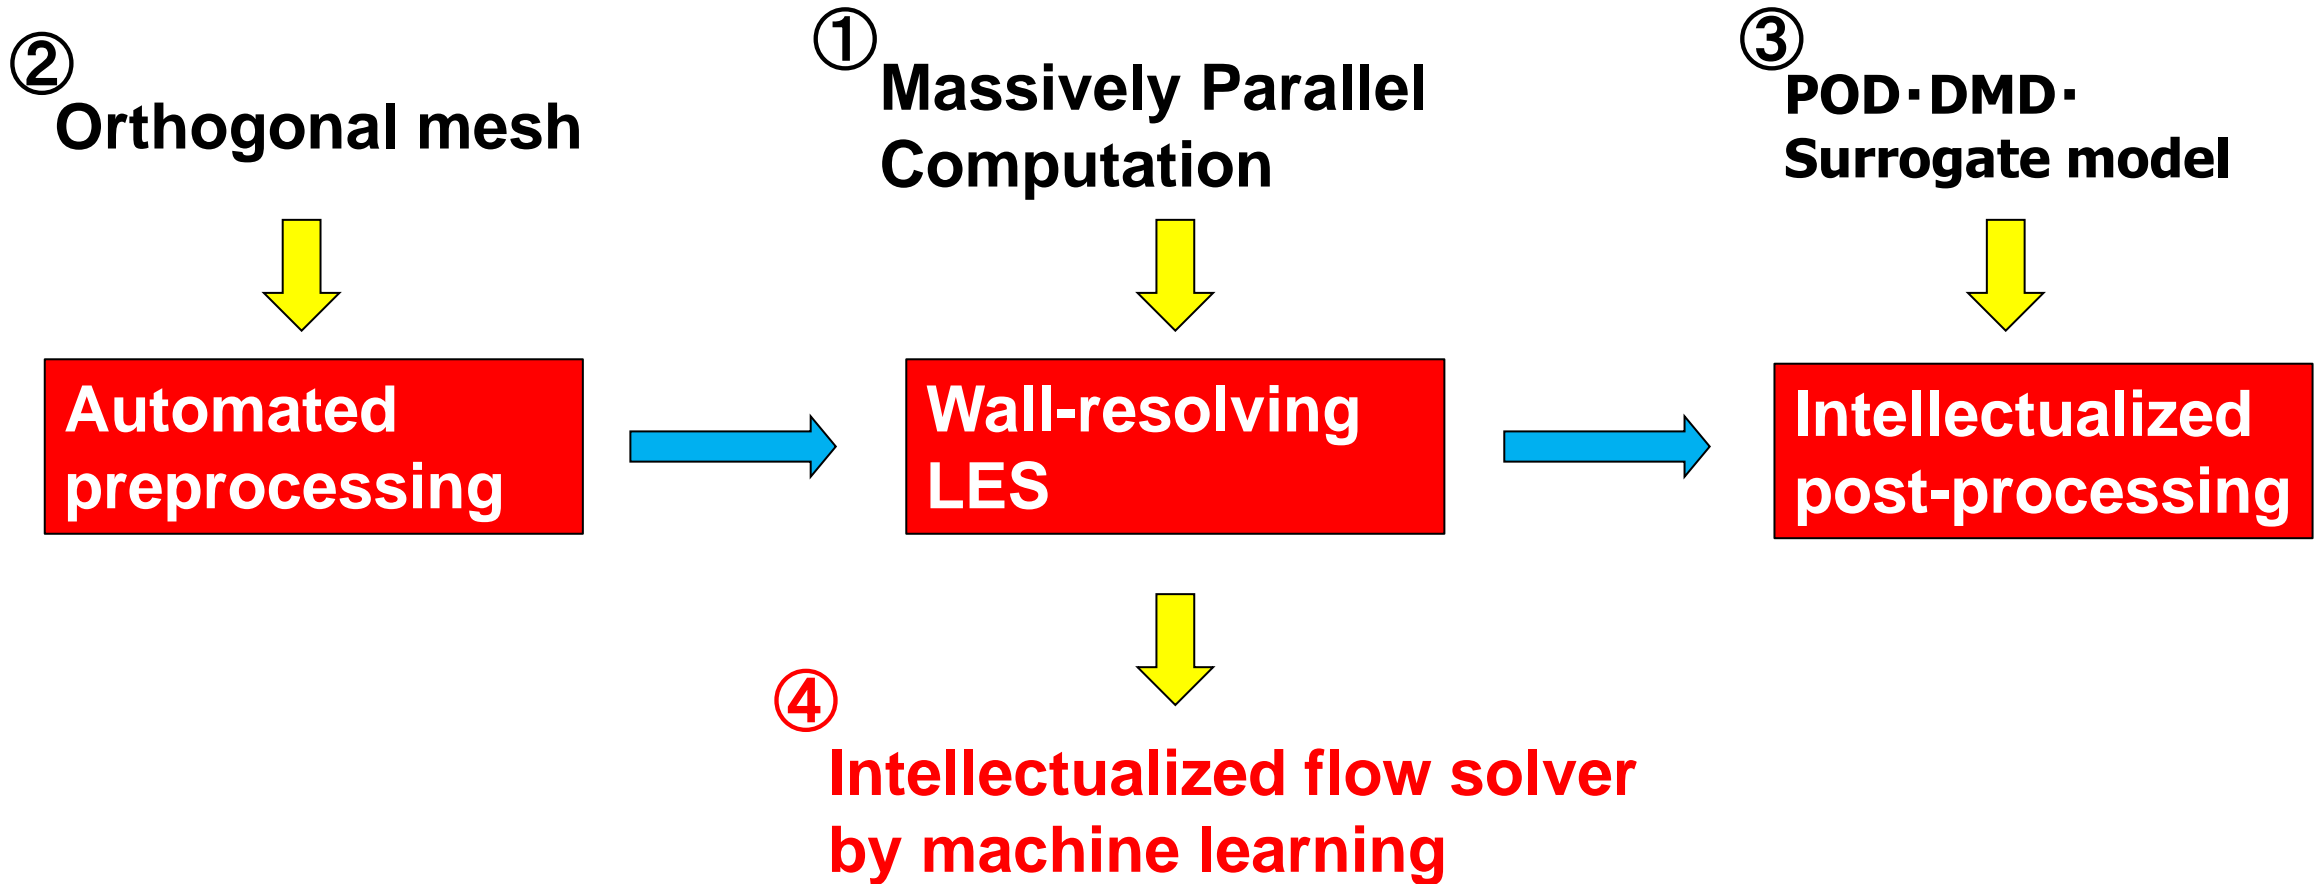 ②
Orthogonal mesh
①
Massively Parallel
Computation
③
POD・DMD・
Surrogate model
Automated
preprocessing
Wall-resolving
LES
Intellectualized
post-processing
④
Intellectualized flow solver
by machine learning